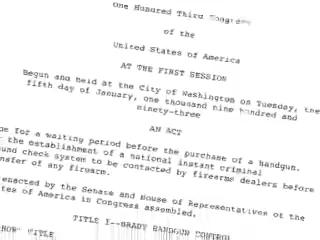 One Hundred Third Congress
of the
United States of America
AT THE FIRST SESSION
Begun and held at the City of Washington on Tuesday, the
fifth day of January, one thousand nine hundred and
ninety-three
AN ACT
for a waiting period before the purchase of a handgun,
the establishment of a national instant criminal
check system to be contacted by firearms dealers before
of any firearm.
enacted by the Senate and House of Representatives of the
of America in Congress assembled,
TITLE I--BRADY HANDGUN CONTROL